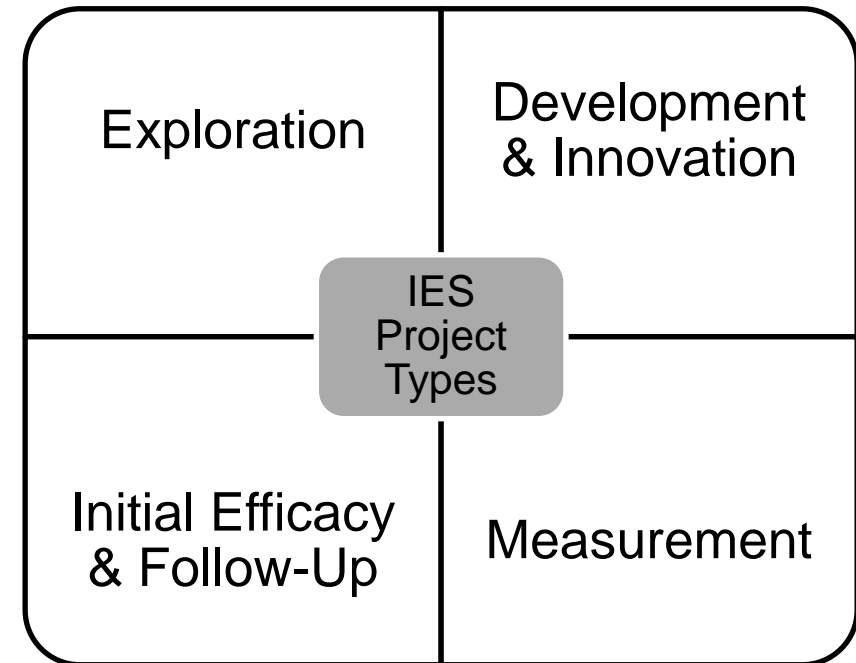 Exploration
Development
& Innovation
IES
Project
Types
Initial Efficacy
& Follow-Up
Measurement